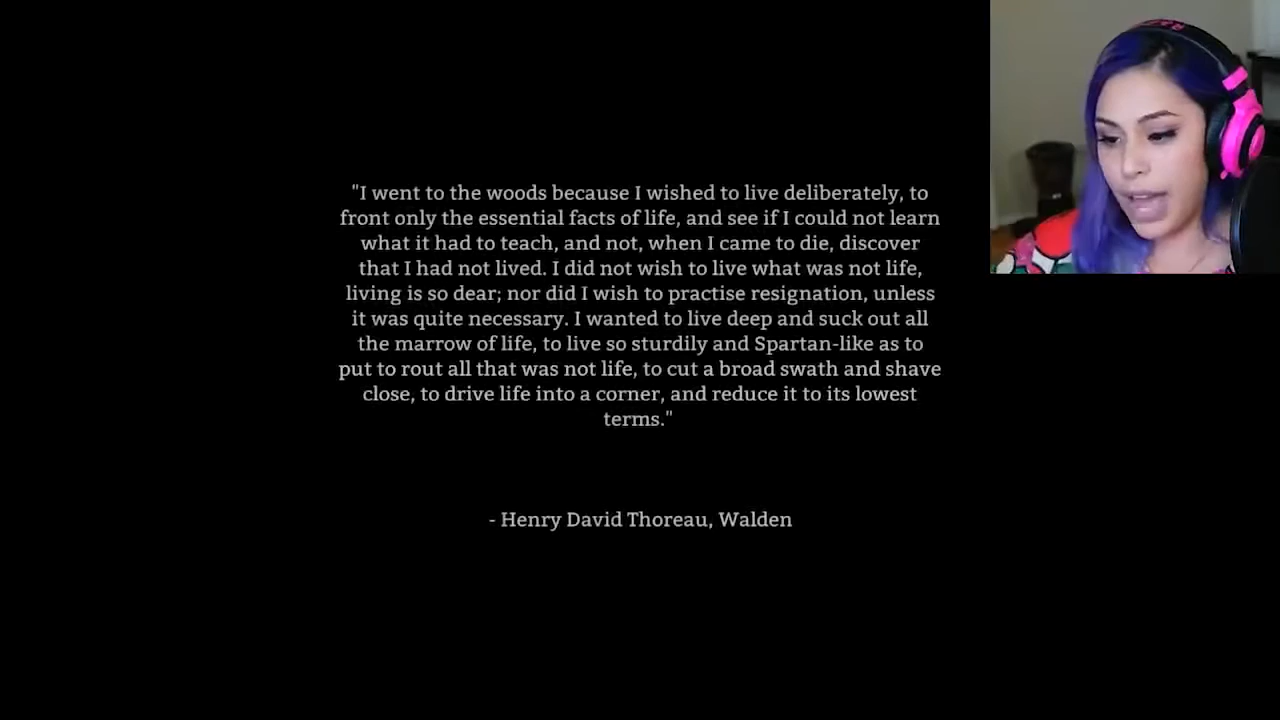 "I went to the woods because I wished to live deliberately, to
front only the essential facts of life, and see if I could not learn
what it had to teach, and not, when I came to die, discover
that I had not lived. I did not wish to live what was not life,
living is so dear; nor did I wish to practise resignation, unless
it was quite necessary. I wanted to live deep and suck out all
the marrow of life, to live so sturdily and Spartan-like as to
put to rout all that was not life, to cut a broad swath and shave
close, to drive life into a corner, and reduce it to its lowest
terms."
- Henry David Thoreau, Walden